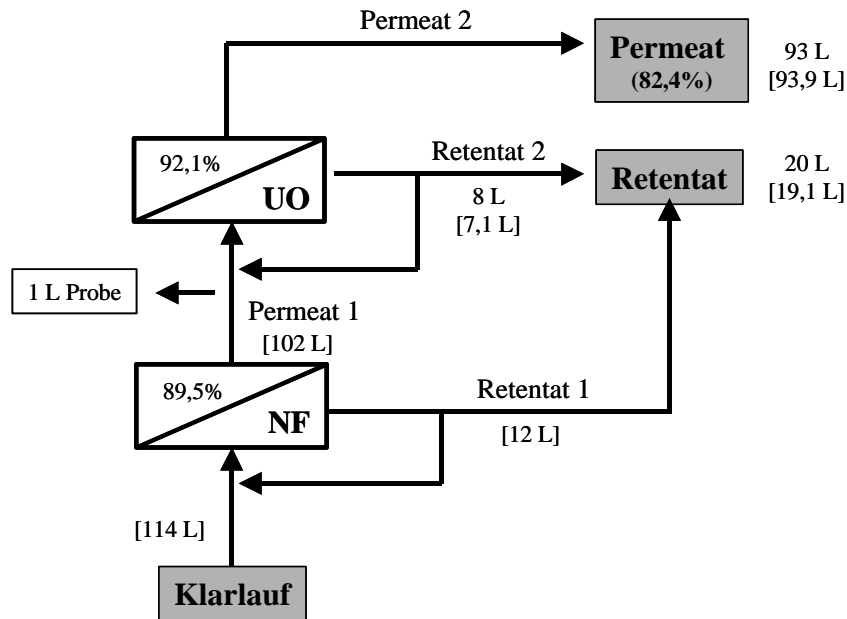 Permeat 2
Permeat
(82,4%)
93 L
[93,9 L]
92,1%
UO
Retentat 2
8 L
[7,1 L]
Retentat
20 L
[19,1 L]
1 L Probe
Permeat 1
[102 L]
89,5%
NF
Retentat 1
[12 L]
[114 L]
Klarlauf